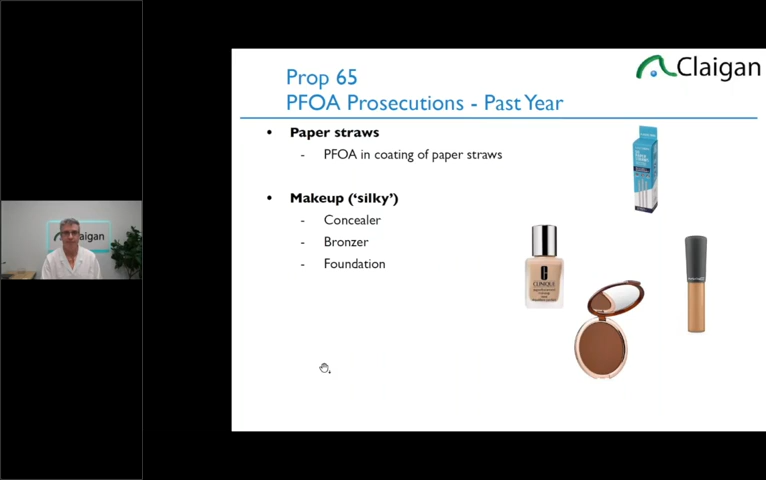 Claigan
Prop 65
PFOA Prosecutions - Past Year
• Paper straws
- PFOA in coating of paper straws
• Makeup ('silky')
- Concealer
- Bronzer
- Foundation
CLINIQUE
aigan